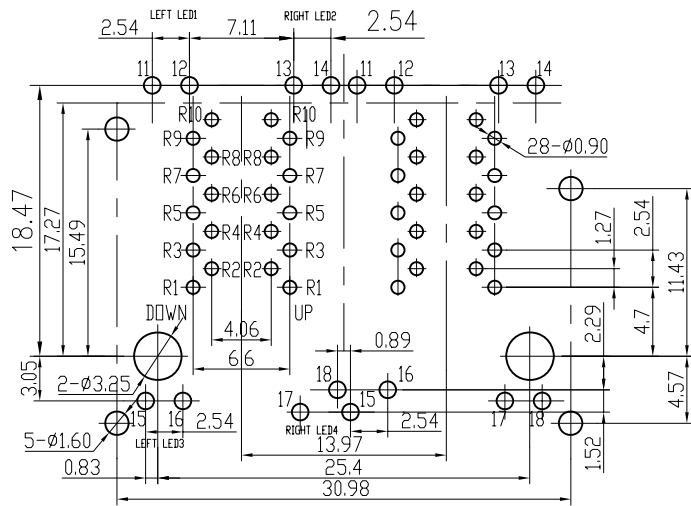 LEFT LED1
RIGHT LED2
2.54
7.11
2.54
11
12
13
14
11
12
13
14
R10
R10
R9
R9
28-ø0.90
R8
R8
R7
R7
R6
R6
R5
R5
R4
R4
R3
R3
R2
R2
R1
R1
18.47
17.27
15.49
1.27
2.54
11.43
DOWN
UP
4.06
6.6
0.89
2.29
4.7
3.05
2-ø3.25
18
16
4.57
15
16
2.54
17
15
17
18
5-ø1.60
LEFT LED3
RIGHT LED4
2.54
1.52
13.97
0.83
25.4
30.98